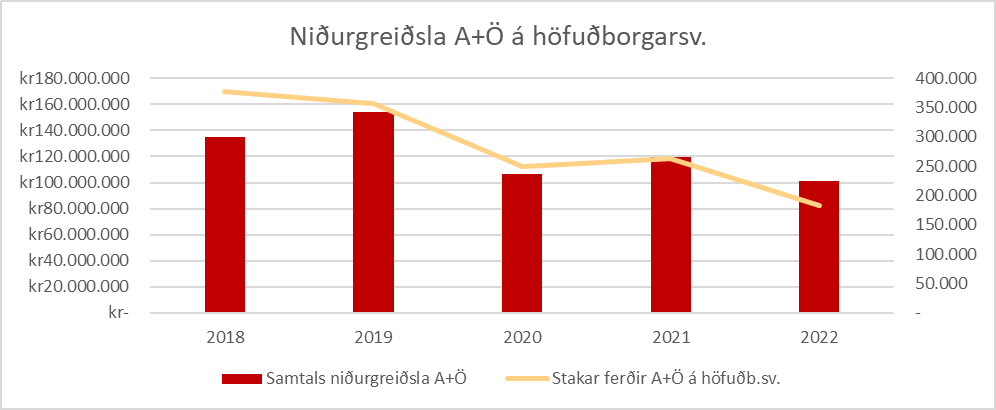 Niðurgreiðsla A+Ö á höfuðborgarsv.
kr180.000.000
kr160.000.000
kr140.000.000
kr120.000.000
kr100.000.000
kr80.000.000
kr60.000.000
kr40.000.000
kr20.000.000
kr-
400.000
350.000
300.000
250.000
200.000
150.000
100.000
50.000
-
2018 2019 2020 2021 2022
Samtals niðurgreiðsla A+Ö Stakar ferðir A+Ö á höfuðb.sv.